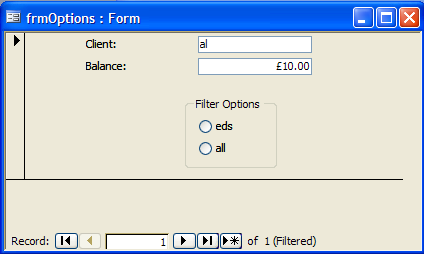 frmOptions : Form
Client: al
Balance: £10.00
Filter Options
eds
all
Record: 1 of 1 (Filtered)